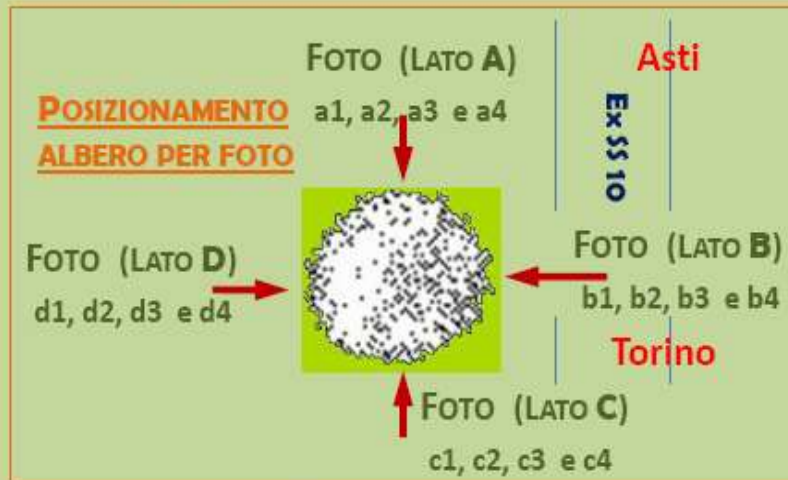 FOTO (LATO A)
a1, a2, a3 e a4
Asti
POSIZIONAMENTO
ALBERO PER FOTO
Ex SS 10
FOTO (LATO D)
d1, d2, d3 e d4
FOTO (LATO B)
b1, b2, b3 e b4
Torino
FOTO (LATO C)
c1, c2, c3 e c4